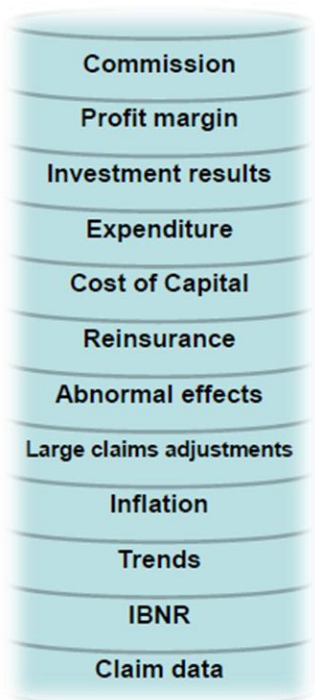 Commission
Profit margin
Investment results
Expenditure
Cost of Capital
Reinsurance
Abnormal effects
Large claims adjustments
Inflation
Trends
IBNR
Claim data